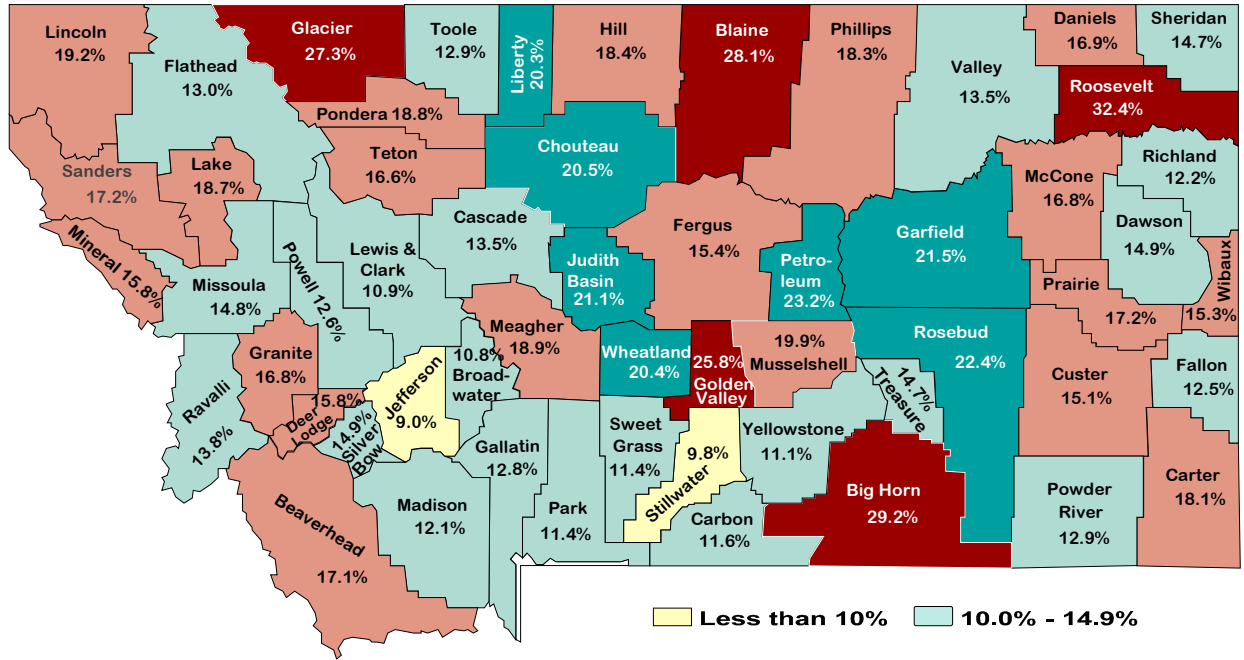 Lincoln
19.2%
Flathead
13.0%
Glacier
27.3%
Toole
12.9%
Liberty
20.3%
Hill
18.4%
Blaine
28.1%
Phillips
18.3%
Valley
13.5%
Daniels
16.9%
Sheridan
14.7%
Roosevelt
32.4%
Pondera 18.8%
Teton
16.6%
Chouteau
20.5%
Sanders
17.2%
Lake
18.7%
Mineral 15.8%
Missoula
14.8%
Powell 12.6%
Lewis &
Clark
10.9%
Cascade
13.5%
Judith
Basin
21.1%
Fergus
15.4%
Petro-
leum
23.2%
Garfield
21.5%
McCone
16.8%
Richland
12.2%
Dawson
14.9%
Wibaux
15.3%
Prairie
17.2%
Ravalli
13.8%
Granite
16.8%
15.8%
Deer
Lodge
14.9%
Silver
Bow
Jefferson
9.0%
10.8%
Broad-
water
Meagher
18.9%
Wheatland
20.4%
25.8%
Golden
Valley
19.9%
Musselshell
14.7%
Treasure
Rosebud
22.4%
Custer
15.1%
Fallon
12.5%
Beaverhead
17.1%
Madison
12.1%
Gallatin
12.8%
Park
11.4%
Sweet
Grass
11.4%
9.8%
Stillwater
Yellowstone
11.1%
Carbon
11.6%
Big Horn
29.2%
Powder
River
12.9%
Carter
18.1%
Less than 10%
10.0% - 14.9%